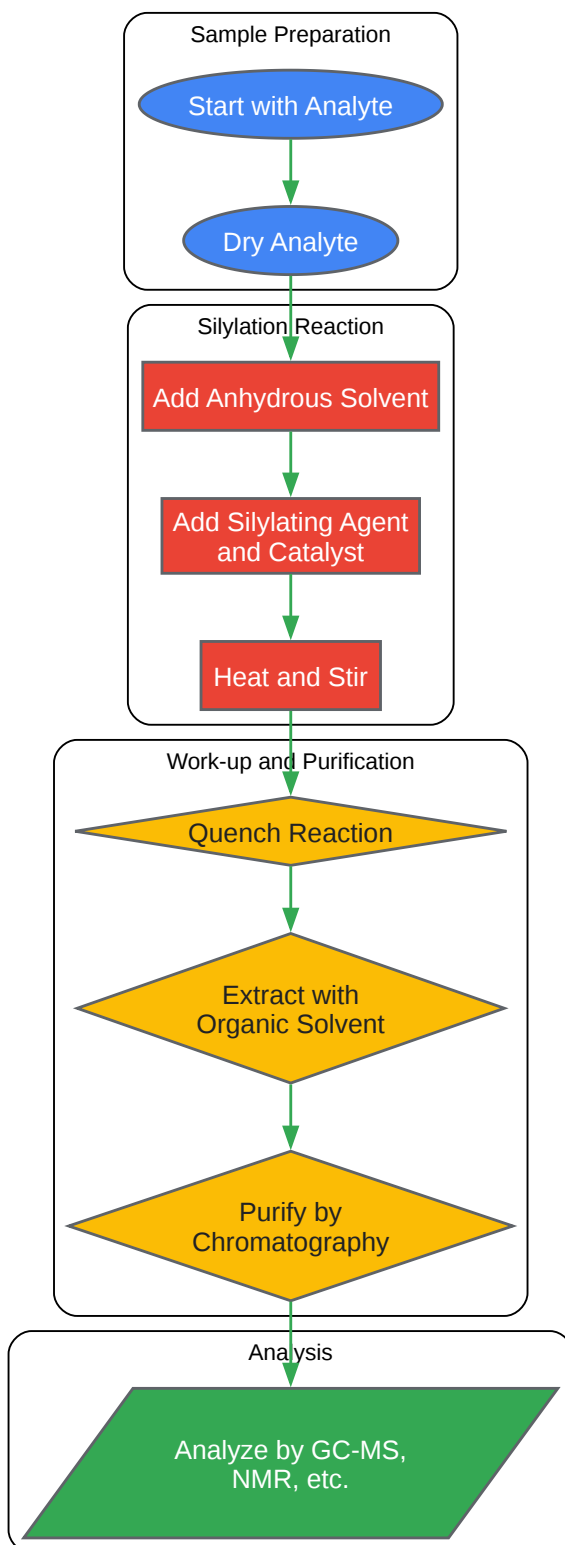 Sample Preparation
Start with Analyte
Dry Analyte
Silylation Reaction
Add Anhydrous Solvent
Add Silylating Agent
and Catalyst
Heat and Stir
Work-up and Purification
Quench Reaction
Extract with
Organic Solvent
Purify by
Chromatography
Analysis
Analyze by GC-MS,
NMR, etc.